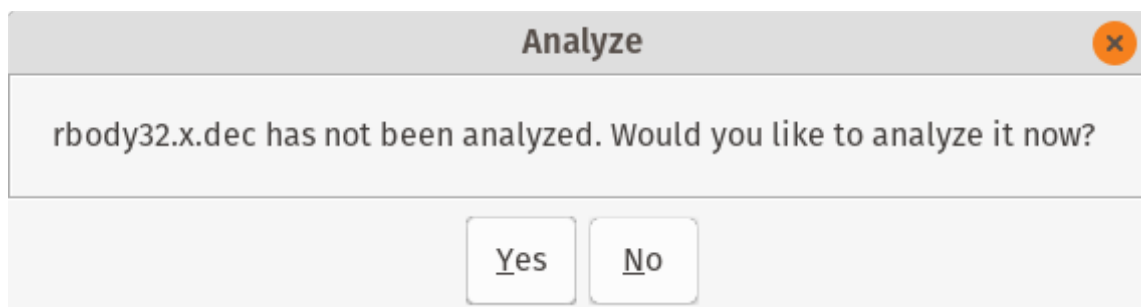 Analyze
rbody32.x.dec has not been analyzed. Would you like to analyze it now?
Yes
No